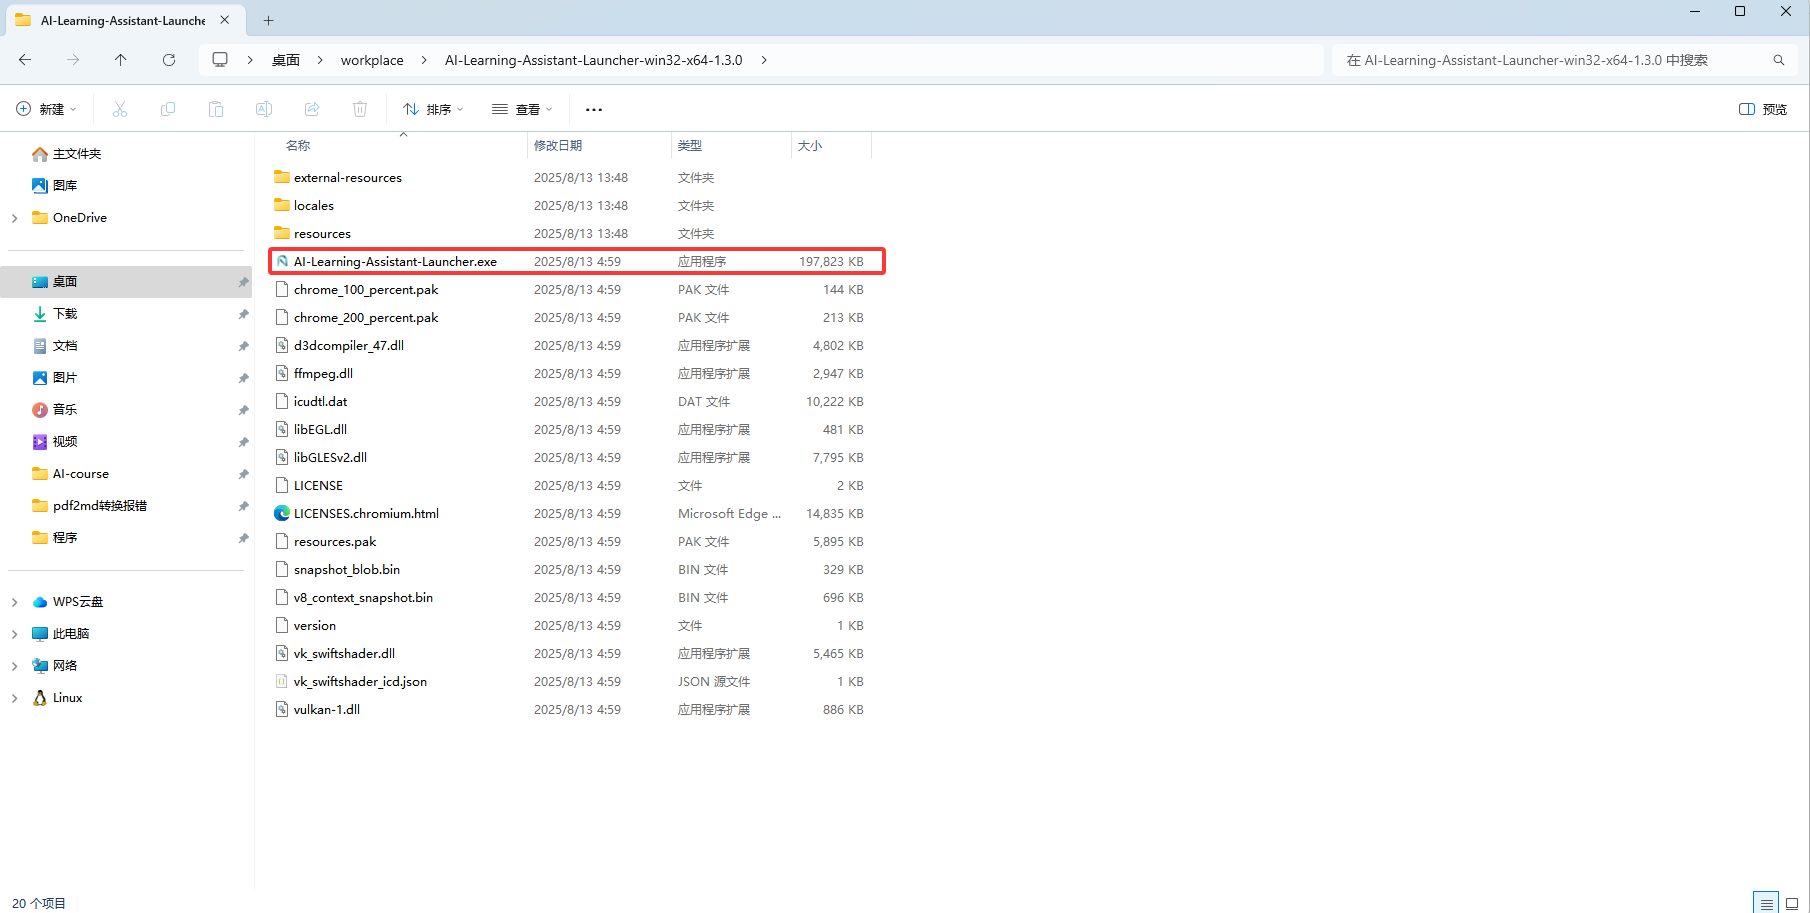 AI-Learning-Assistant-Launche
桌面 workplace AI-Learning-Assistant-Launcher-win32-x64-1.3.0
在 AI-Learning-Assistant-Launcher-win32-x64-1.3.0 中搜索
新建 排序 查看 预览
名称 修改日期 类型 大小
主文件夹
图库
OneDrive
桌面
下载
文档
图片
音乐
视频
AI-course
pdf2md转换报错
程序
WPS云盘
此电脑
网络
Linux
external-resources 2025/8/13 13:48 文件夹
locales 2025/8/13 13:48 文件夹
resources 2025/8/13 13:48 文件夹
AI-Learning-Assistant-Launcher.exe 2025/8/13 4:59 应用程序 197,823 KB
chrome_100_percent.pak 2025/8/13 4:59 PAK 文件 144 KB
chrome_200_percent.pak 2025/8/13 4:59 PAK 文件 213 KB
d3dcompiler_47.dll 2025/8/13 4:59 应用程序扩展 4,802 KB
ffmpeg.dll 2025/8/13 4:59 应用程序扩展 2,947 KB
icudtl.dat 2025/8/13 4:59 DAT 文件 10,222 KB
libEGL.dll 2025/8/13 4:59 应用程序扩展 481 KB
libGLESv2.dll 2025/8/13 4:59 应用程序扩展 7,795 KB
LICENSE 2025/8/13 4:59 文件 2 KB
LICENSES.chromium.html 2025/8/13 4:59 Microsoft Edge ... 14,835 KB
resources.pak 2025/8/13 4:59 PAK 文件 5,895 KB
snapshot_blob.bin 2025/8/13 4:59 BIN 文件 329 KB
v8_context_snapshot.bin 2025/8/13 4:59 BIN 文件 696 KB
version 2025/8/13 4:59 文件 1 KB
vk_swiftshader.dll 2025/8/13 4:59 应用程序扩展 5,465 KB
vk_swiftshader_icd.json 2025/8/13 4:59 JSON 源文件 1 KB
vulkan-1.dll 2025/8/13 4:59 应用程序扩展 886 KB
20 个项目